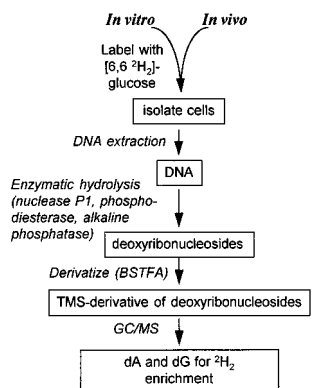 In vitro In vivo
Label with
[6,6 ²H₂]-
glucose
isolate cells
DNA extraction
DNA
Enzymatic hydrolysis
(nuclease P1, phospho-
diesterase, alkaline
phosphatase)
deoxyribonucleosides
Derivatize (BSTFA)
TMS-derivative of deoxyribonucleosides
GC/MS
dA and dG for ²H₂
enrichment